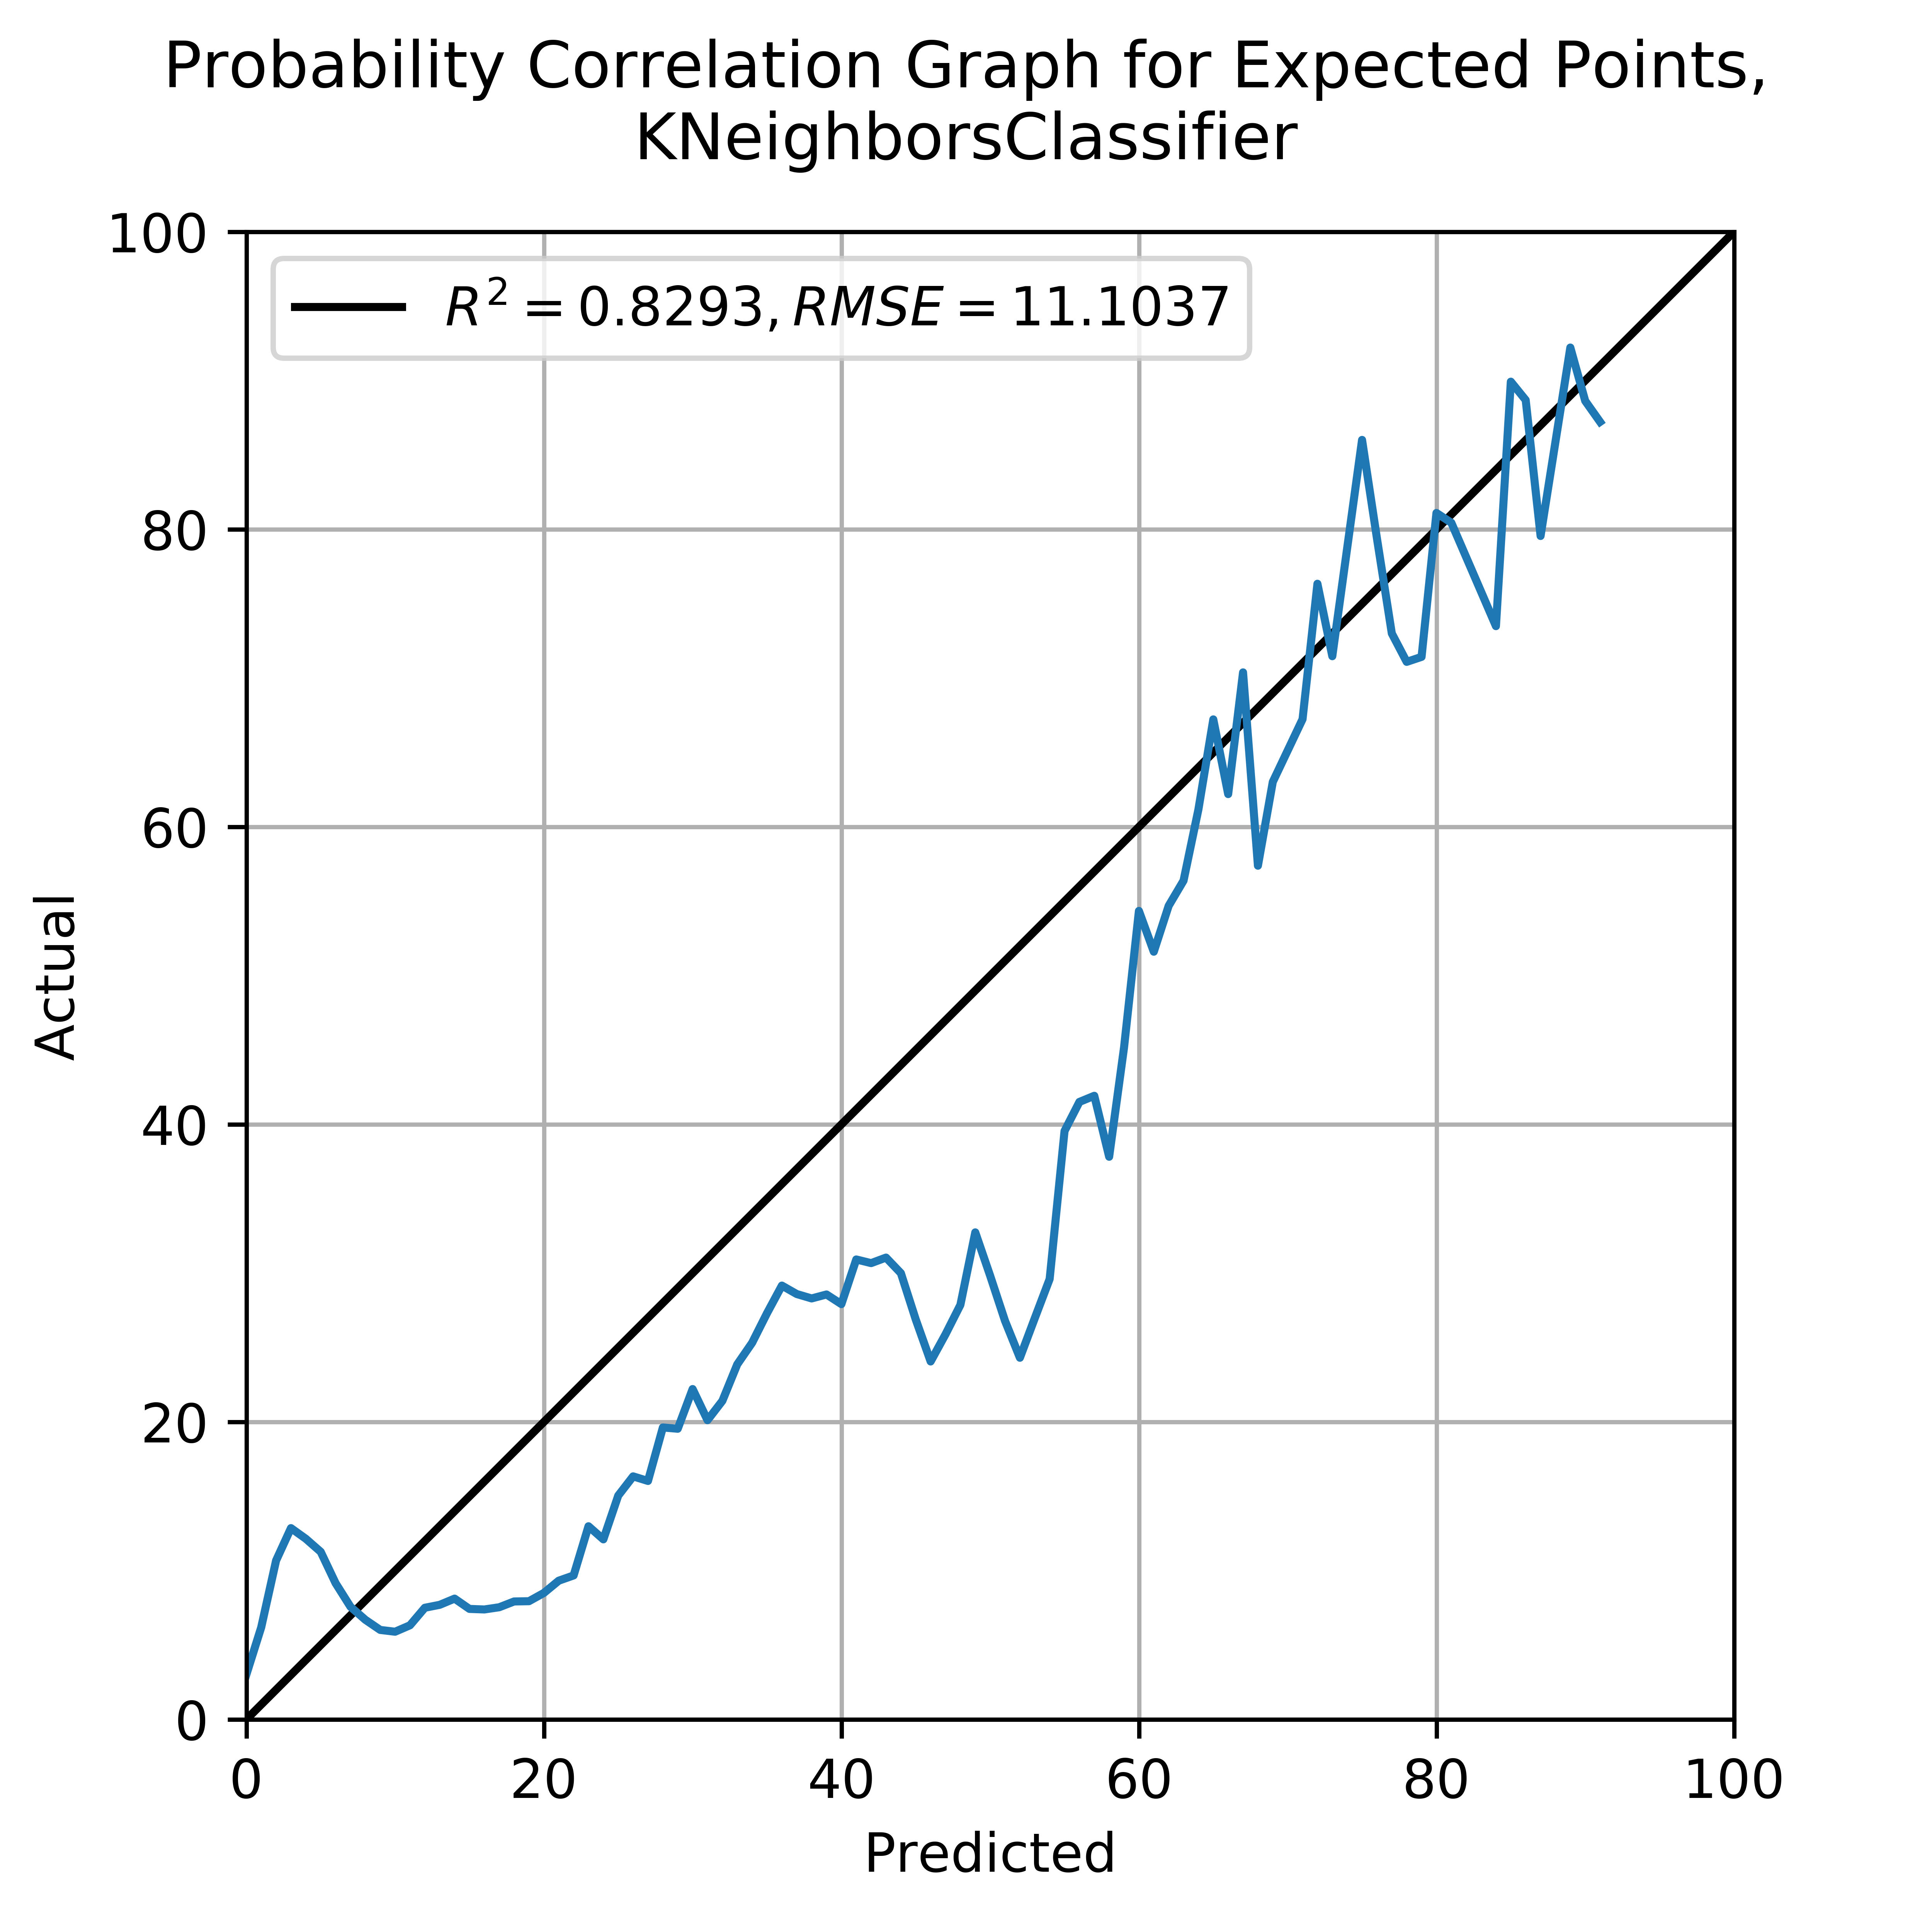 Probability Correlation Graph for Expected Points,
KNeighborsClassifier
100
R² = 0.8293, RMSE = 11.1037
80
60
Actual
40
20
0
0 20 40 60 80 100
Predicted